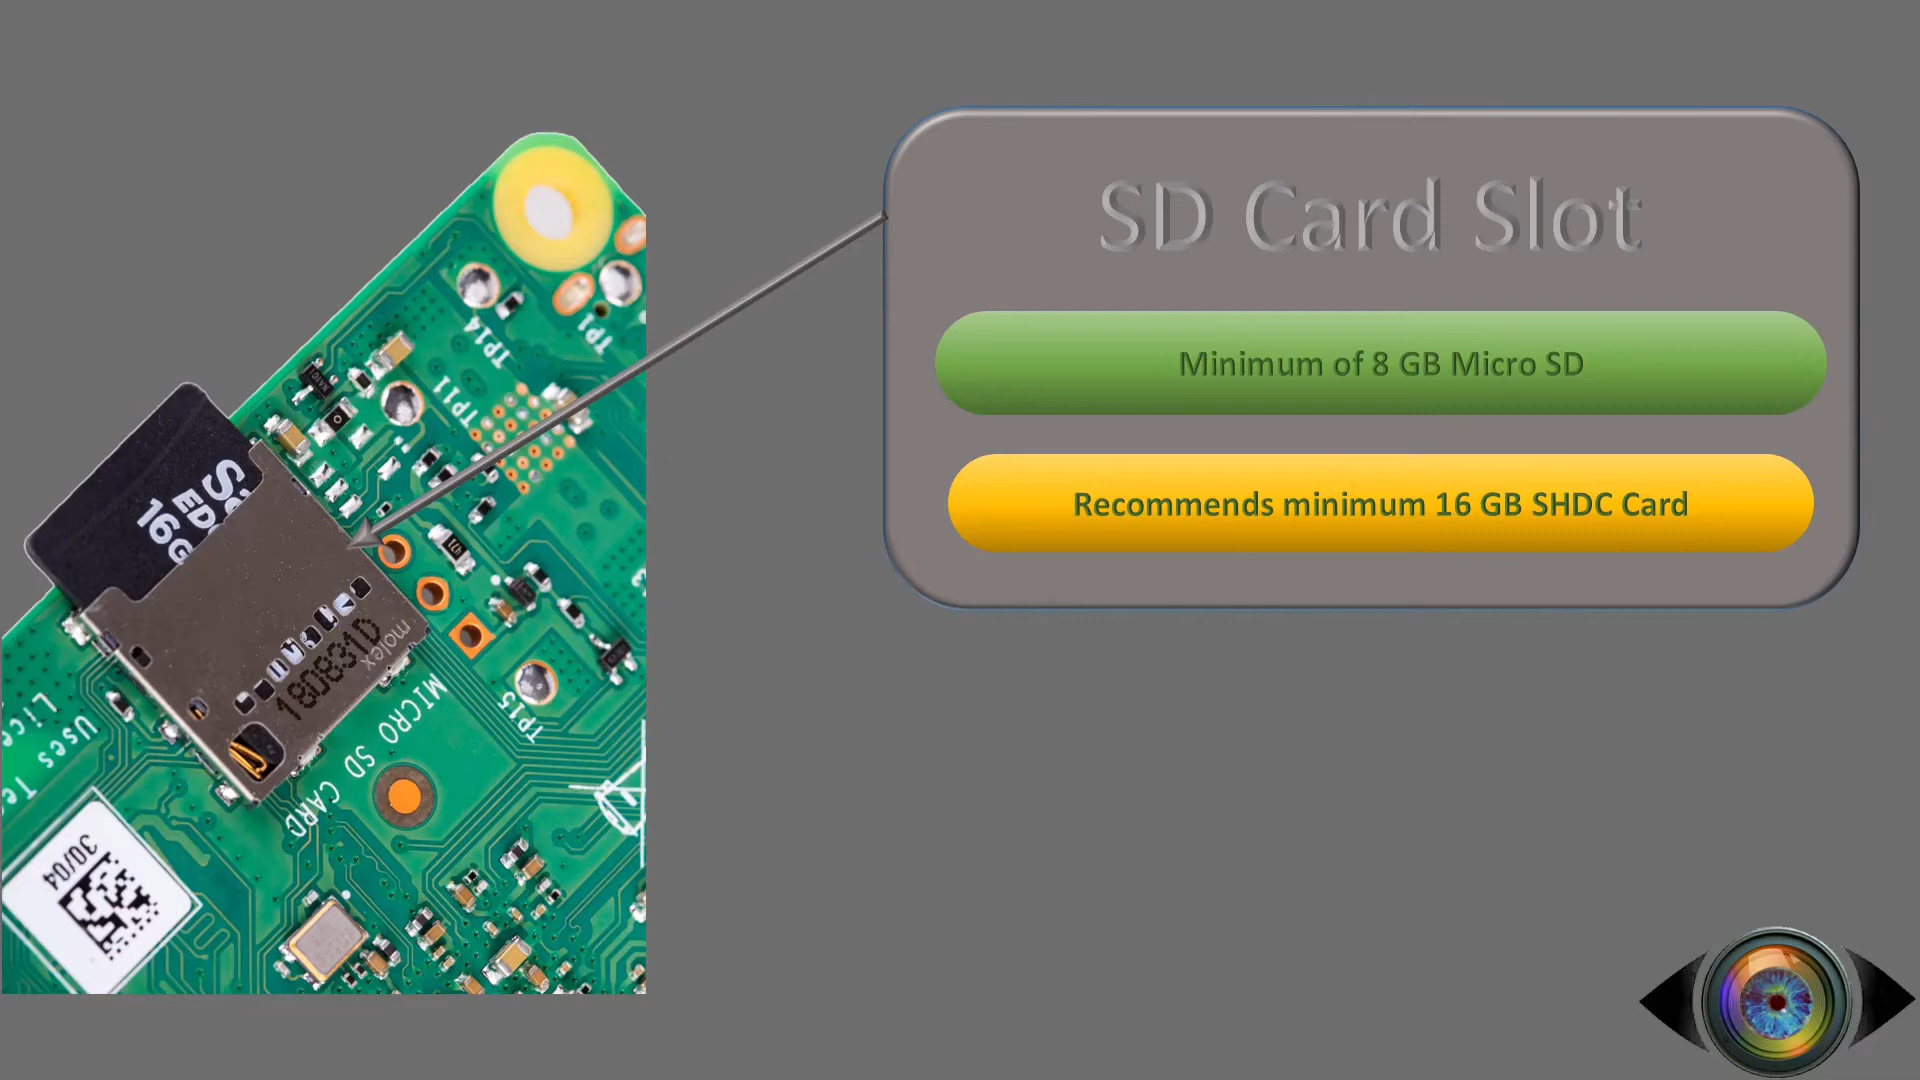 SD Card Slot
Minimum of 8 GB Micro SD
Recommends minimum 16 GB SHDC Card
TP14
TP1
TP11
16G
molex
180831D
MICRO SD CARD
TP15
Uses
30/04